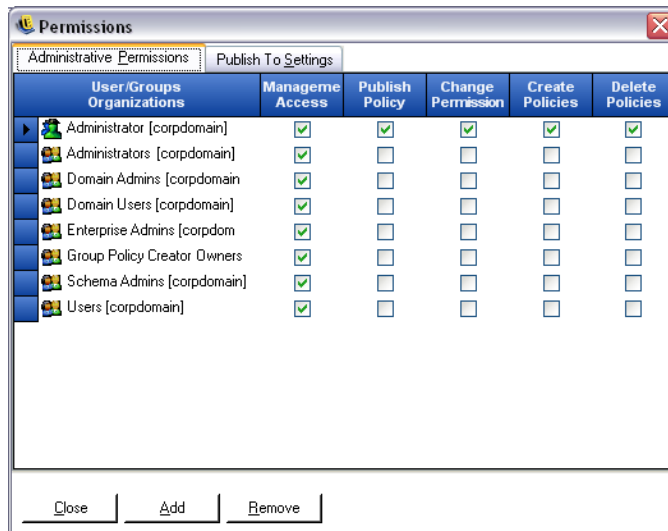 Permissions
Administrative Permissions Publish To Settings
User/Groups Organizations Manageme Access Publish Policy Change Permission Create Policies Delete Policies
Administrator [corpdomain]
Administrators [corpdomain]
Domain Admins [corpdomain
Domain Users [corpdomain]
Enterprise Admins [corpdom
Group Policy Creator Owners
Schema Admins [corpdomain]
Users [corpdomain]
Close Add Remove